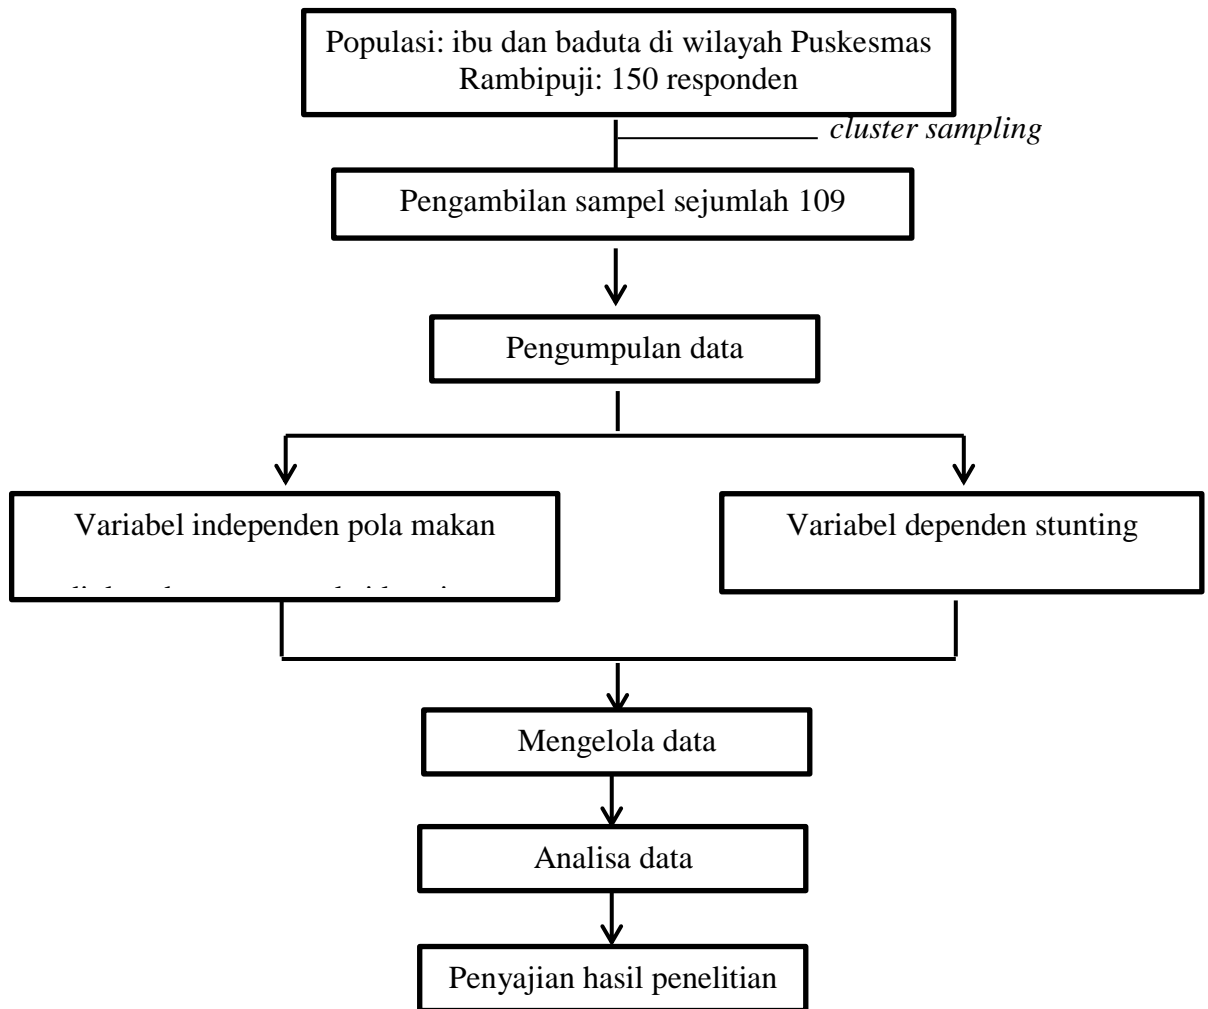 Populasi: ibu dan baduta di wilayah Puskesmas
Rambipuji: 150 responden
cluster sampling
Pengambilan sampel sejumlah 109
Pengumpulan data
Variabel independen pola makan
Variabel dependen stunting
Mengelola data
Analisa data
Penyajian hasil penelitian